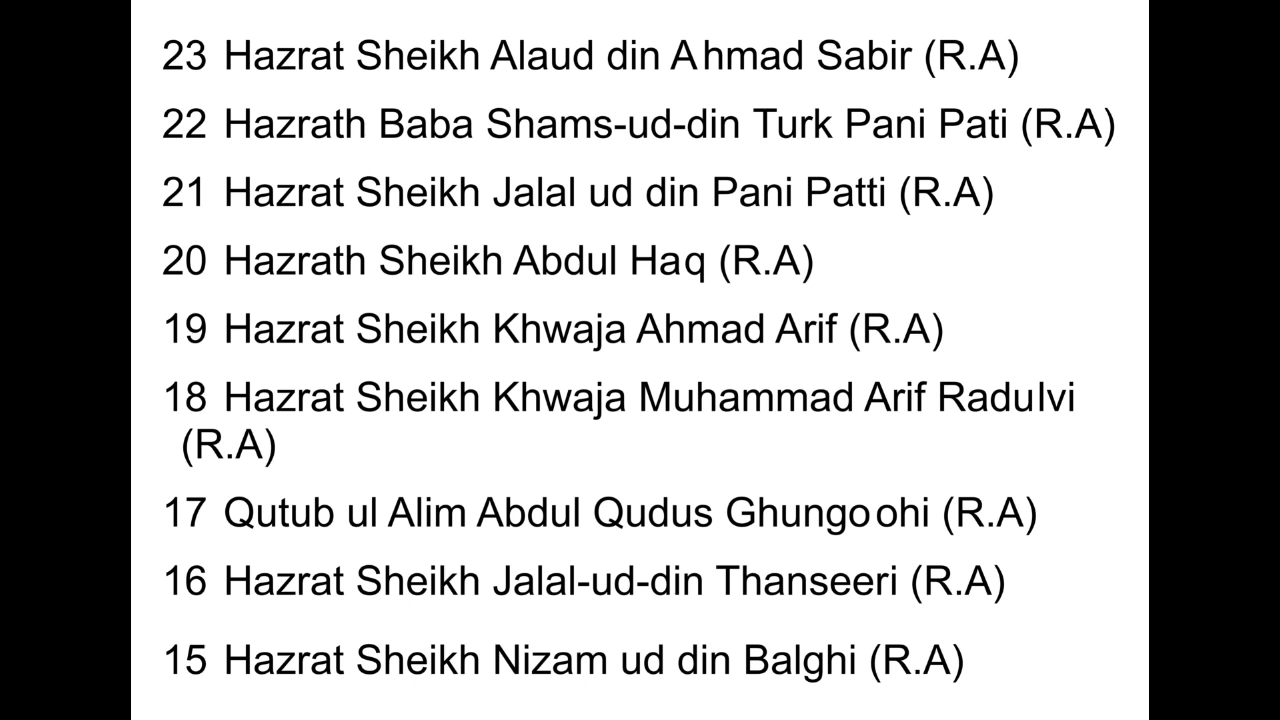 23 Hazrat Sheikh Alaud din Ahmad Sabir (R.A)
22 Hazrath Baba Shams-ud-din Turk Pani Pati (R.A)
21 Hazrat Sheikh Jalal ud din Pani Patti (R.A)
20 Hazrath Sheikh Abdul Haq (R.A)
19 Hazrat Sheikh Khwaja Ahmad Arif (R.A)
18 Hazrat Sheikh Khwaja Muhammad Arif Radulvi
(R.A)
17 Qutub ul Alim Abdul Qudus Ghungoohi (R.A)
16 Hazrat Sheikh Jalal-ud-din Thanseeri (R.A)
15 Hazrat Sheikh Nizam ud din Balghi (R.A)